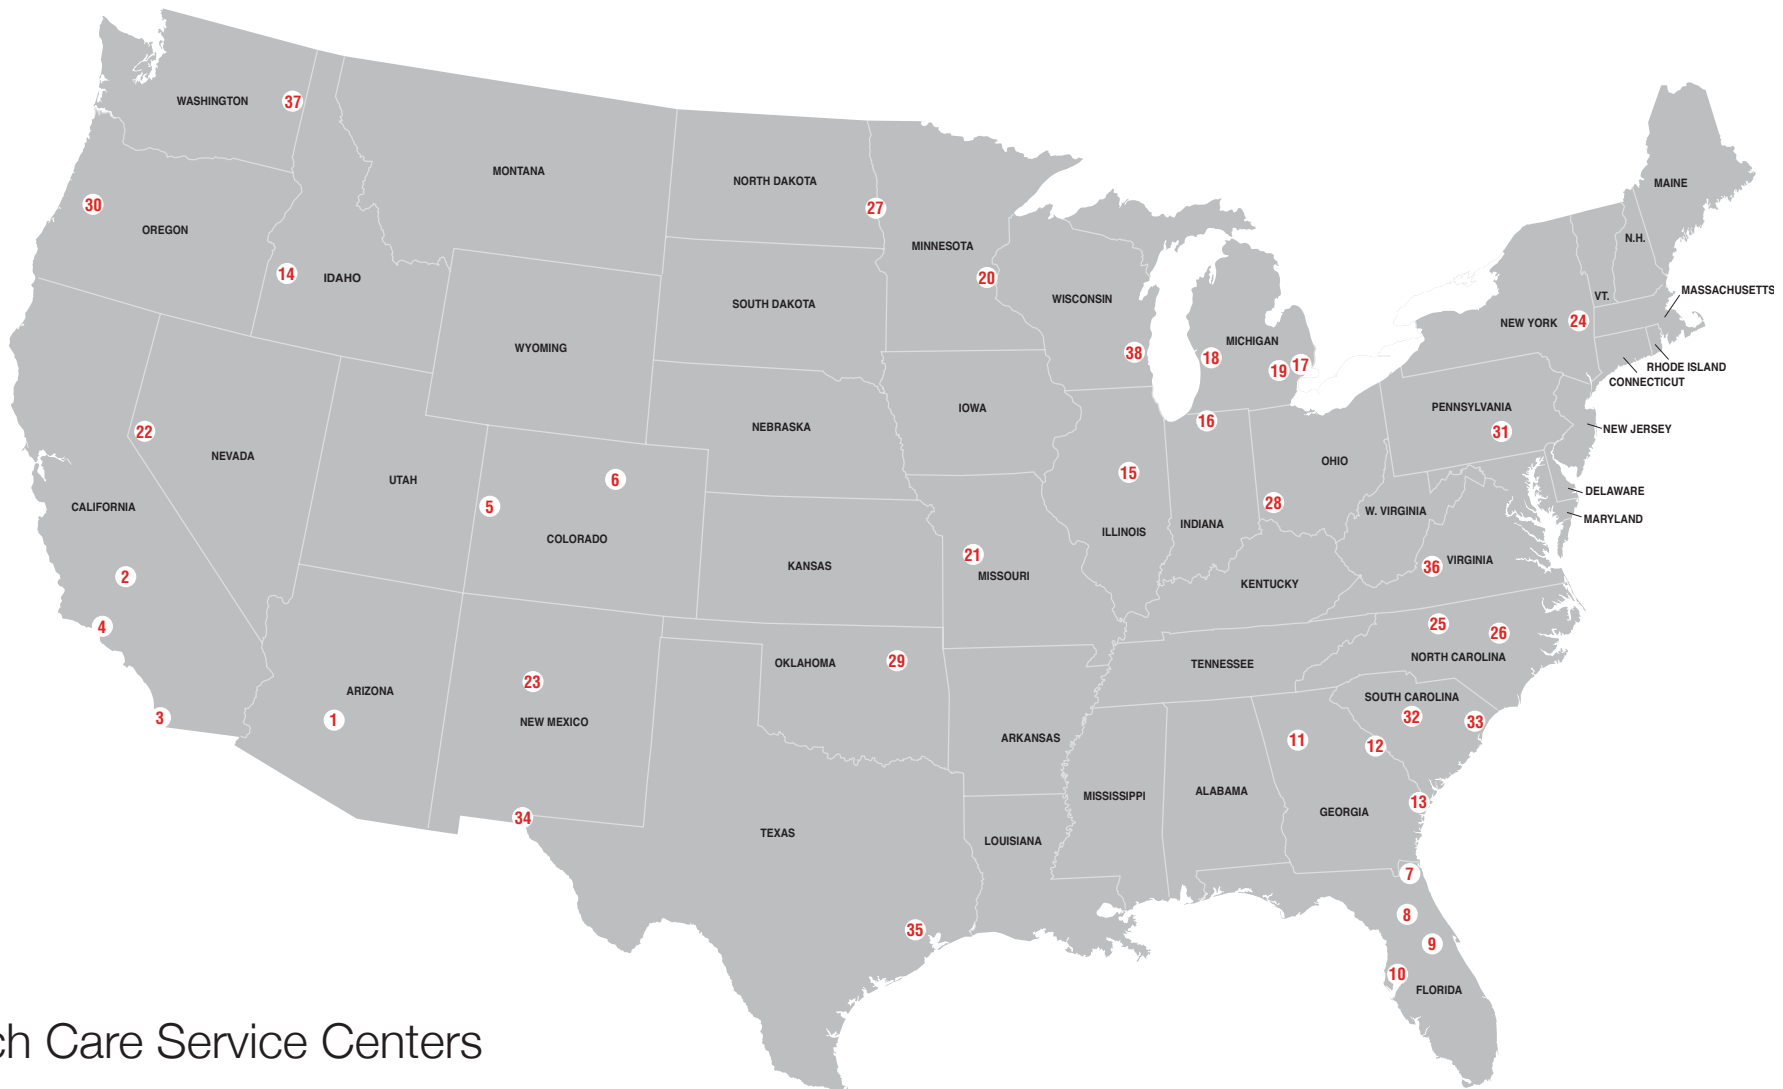 WASHINGTON
37
MONTANA
NORTH DAKOTA
27
MINNESOTA
20
MAINE
30
OREGON
14
IDAHO
SOUTH DAKOTA
WISCONSIN
38
N.H.
VT.
MASSACHUSETTS
NEW YORK
24
RHODE ISLAND
CONNECTICUT
WYOMING
MICHIGAN
18
19
17
IOWA
16
PENNSYLVANIA
31
NEW JERSEY
22
NEVADA
NEBRASKA
UTAH
6
5
COLORADO
15
ILLINOIS
INDIANA
OHIO
28
W. VIRGINIA
DELAWARE
MARYLAND
CALIFORNIA
2
4
3
KANSAS
21
MISSOURI
KENTUCKY
36
VIRGINIA
25
26
NORTH CAROLINA
ARIZONA
1
23
NEW MEXICO
OKLAHOMA
29
TENNESSEE
SOUTH CAROLINA
32
33
ARKANSAS
11
12
MISSISSIPPI
ALABAMA
GEORGIA
13
34
TEXAS
LOUISIANA
35
7
8
9
10
FLORIDA
Care Service Centers